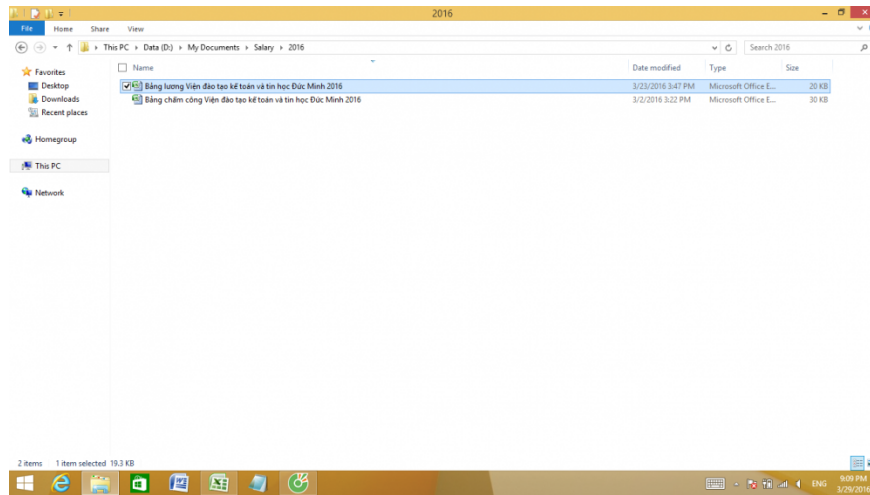 2016
File Home Share View
This PC Data (D:) My Documents Salary 2016
Search 2016
Name Date modified Type Size
Favorites
Desktop
Downloads
Recent places
Homegroup
This PC
Network
Bảng lương Viện đào tạo kế toán và tin học Đức Minh 2016 3/23/2016 3:47 PM Microsoft Office E... 20 KB
Bảng chấm công Viện đào tạo kế toán và tin học Đức Minh 2016 3/2/2016 3:22 PM Microsoft Office E... 30 KB
2 items 1 item selected 19.3 KB
ENG
9:09 PM
3/29/2016